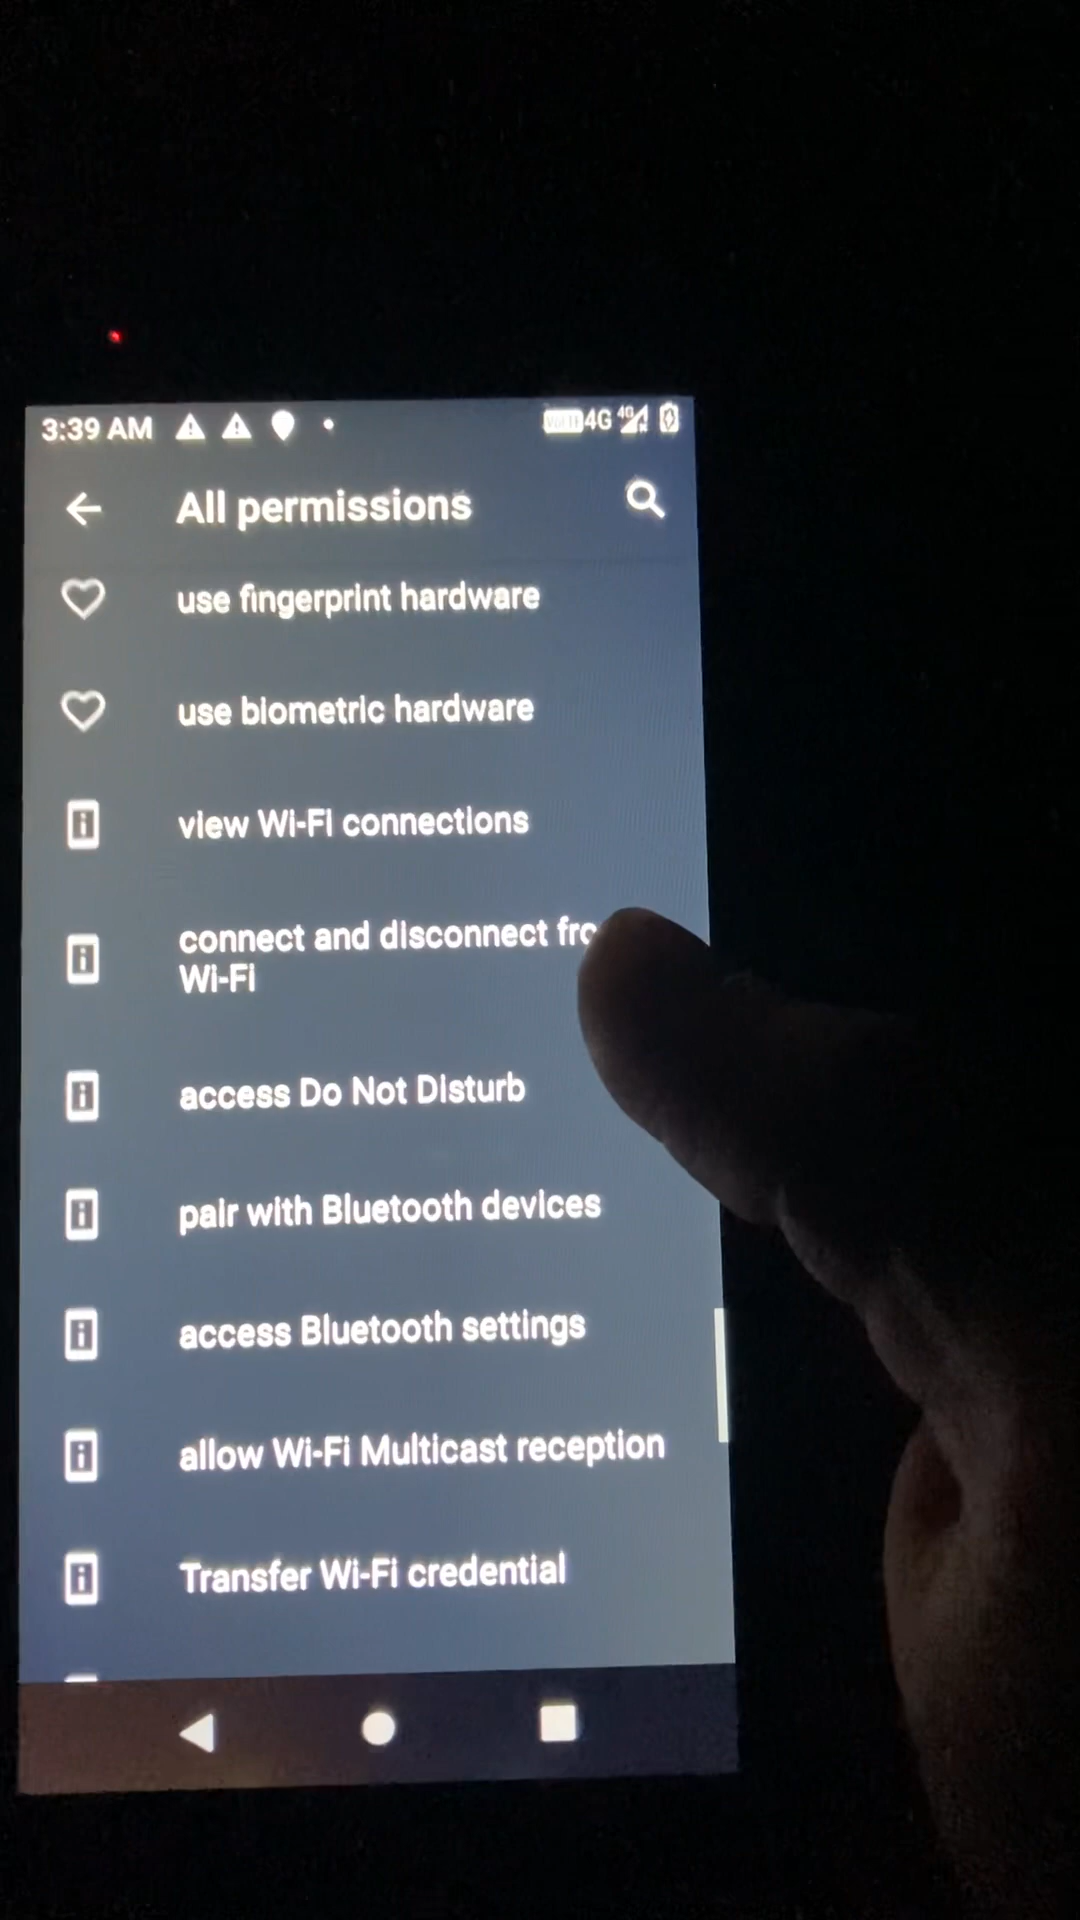 3:39 AM 4G 4G
All permissions
use fingerprint hardware
use biometric hardware
view Wi-Fi connections
connect and disconnect fro
Wi-Fi
access Do Not Disturb
pair with Bluetooth devices
access Bluetooth settings
allow Wi-Fi Multicast reception
Transfer Wi-Fi credential